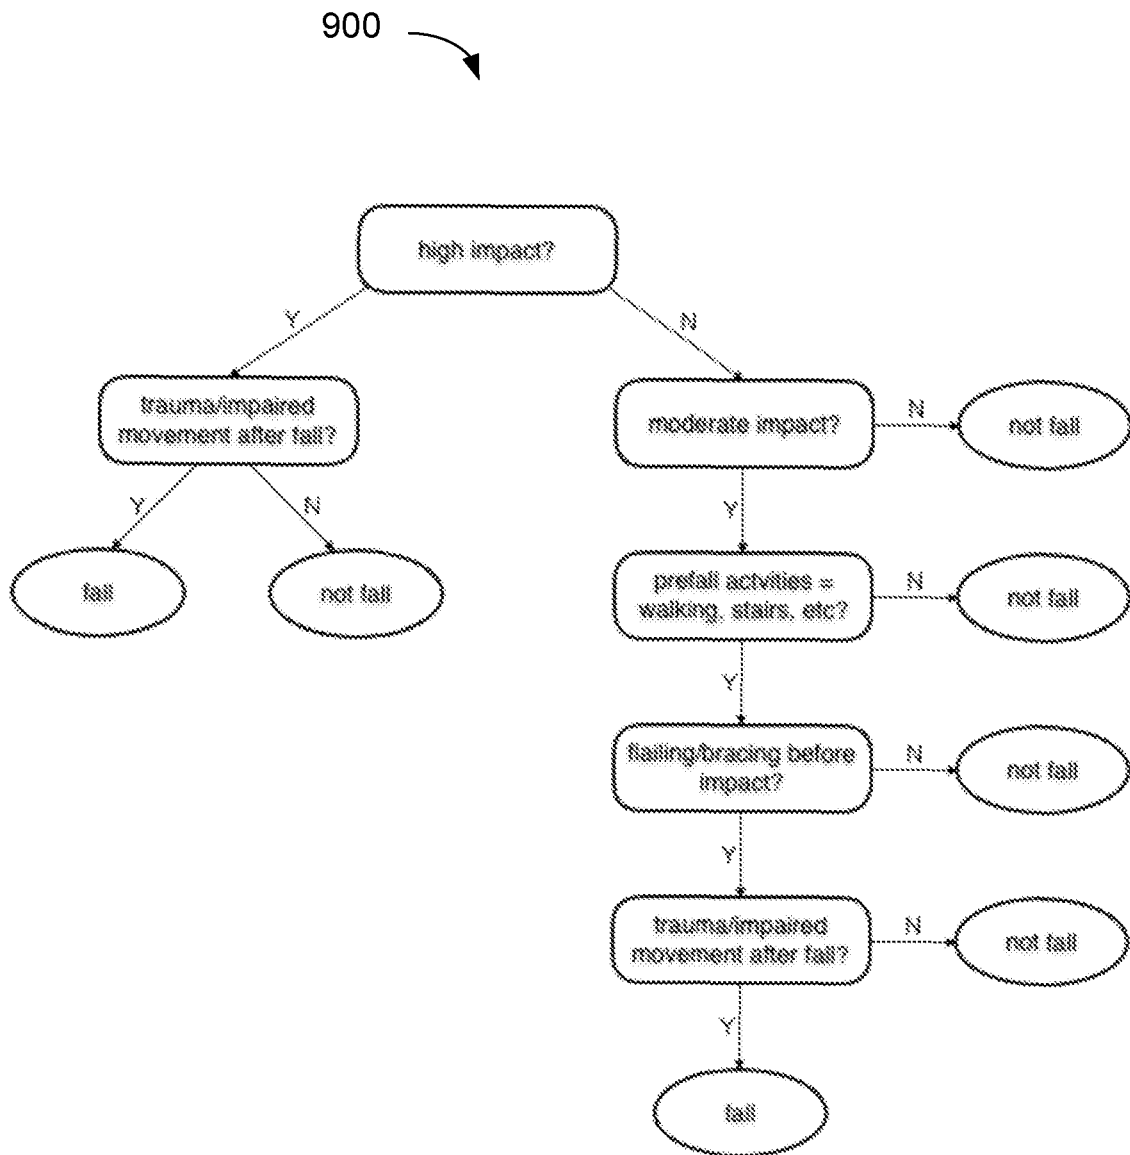 900
high impact?
Y
N
trauma/impaired
movement after fall?
moderate impact?
N
not fall
Y
N
Y
fall
not fall
prefall actvities =
walking, stairs, etc?
N
not fall
Y
flailing/bracing before
impact?
N
not fall
Y
trauma/impaired
movement after fall?
N
not fall
Y
fall